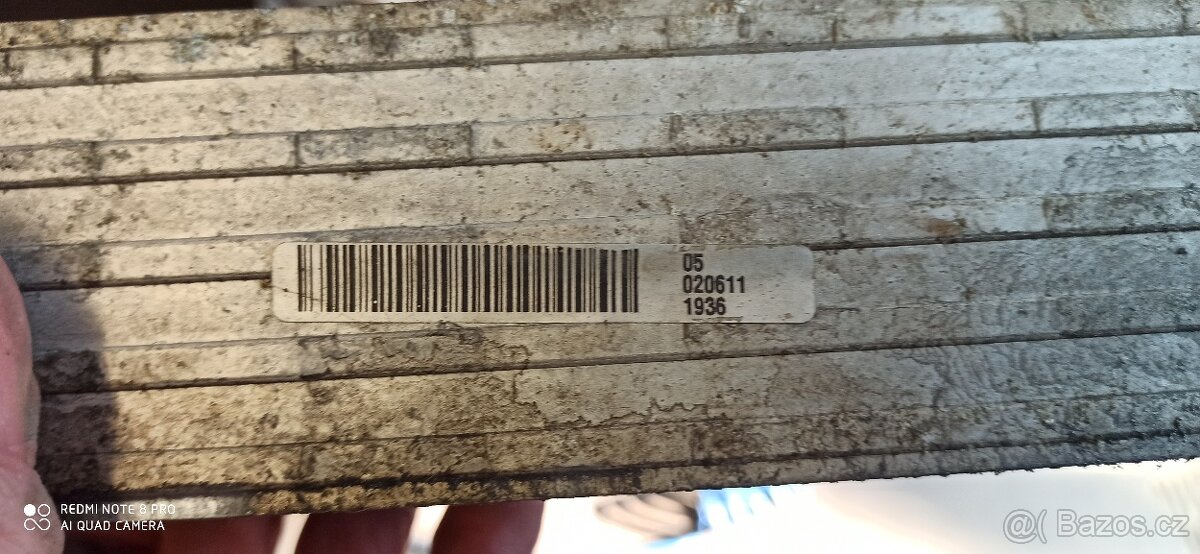 05
020611
1936
REDMI NOTE 8 PRO
AI QUAD CAMERA
@( Bazos.cz